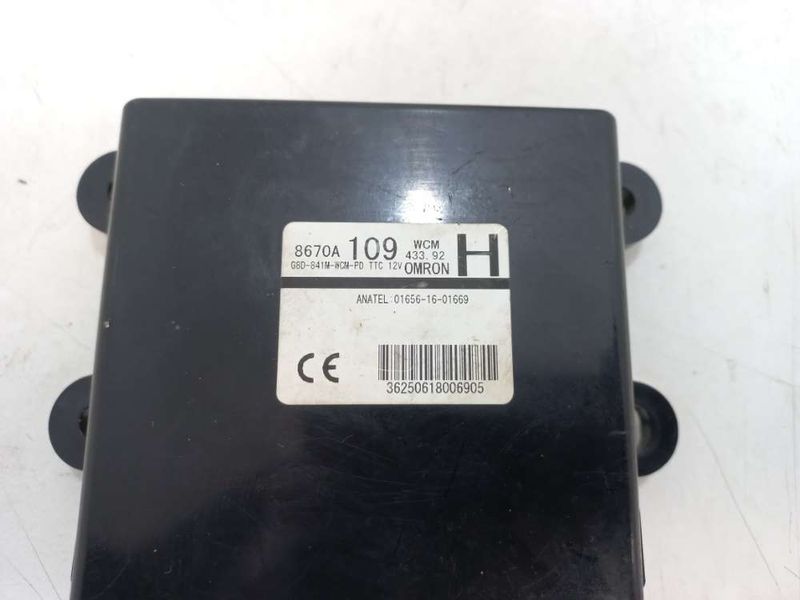 8670A 109 WCM 433.92 H
G8D-841M-WCM-PD TTC 12V OMRON
ANATEL:01656-16-01669
CE
36250618006905